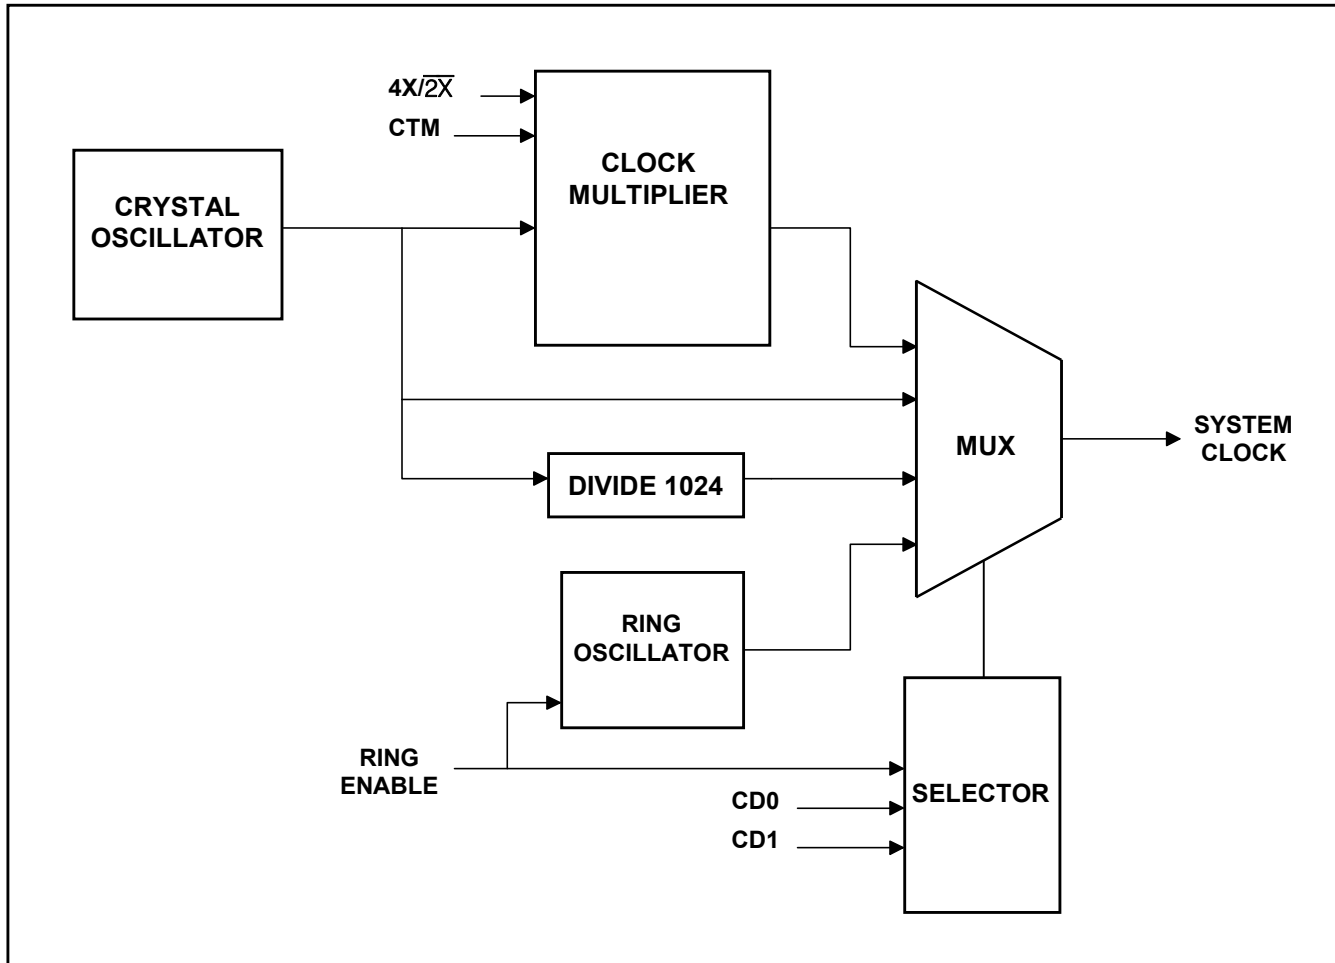 4X/2X̅
CTM
CLOCK
MULTIPLIER
CRYSTAL
OSCILLATOR
MUX
SYSTEM
CLOCK
DIVIDE 1024
RING
OSCILLATOR
RING
ENABLE
CD0
CD1
SELECTOR